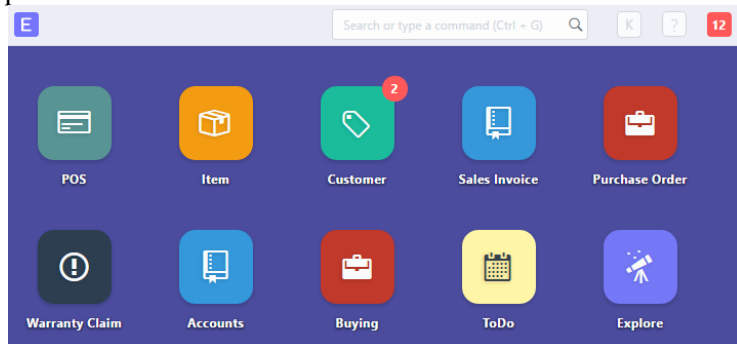 E
Search or type a command (Ctrl + G)
K
?
12
2
POS
Item
Customer
Sales Invoice
Purchase Order
Warranty Claim
Accounts
Buying
ToDo
Explore